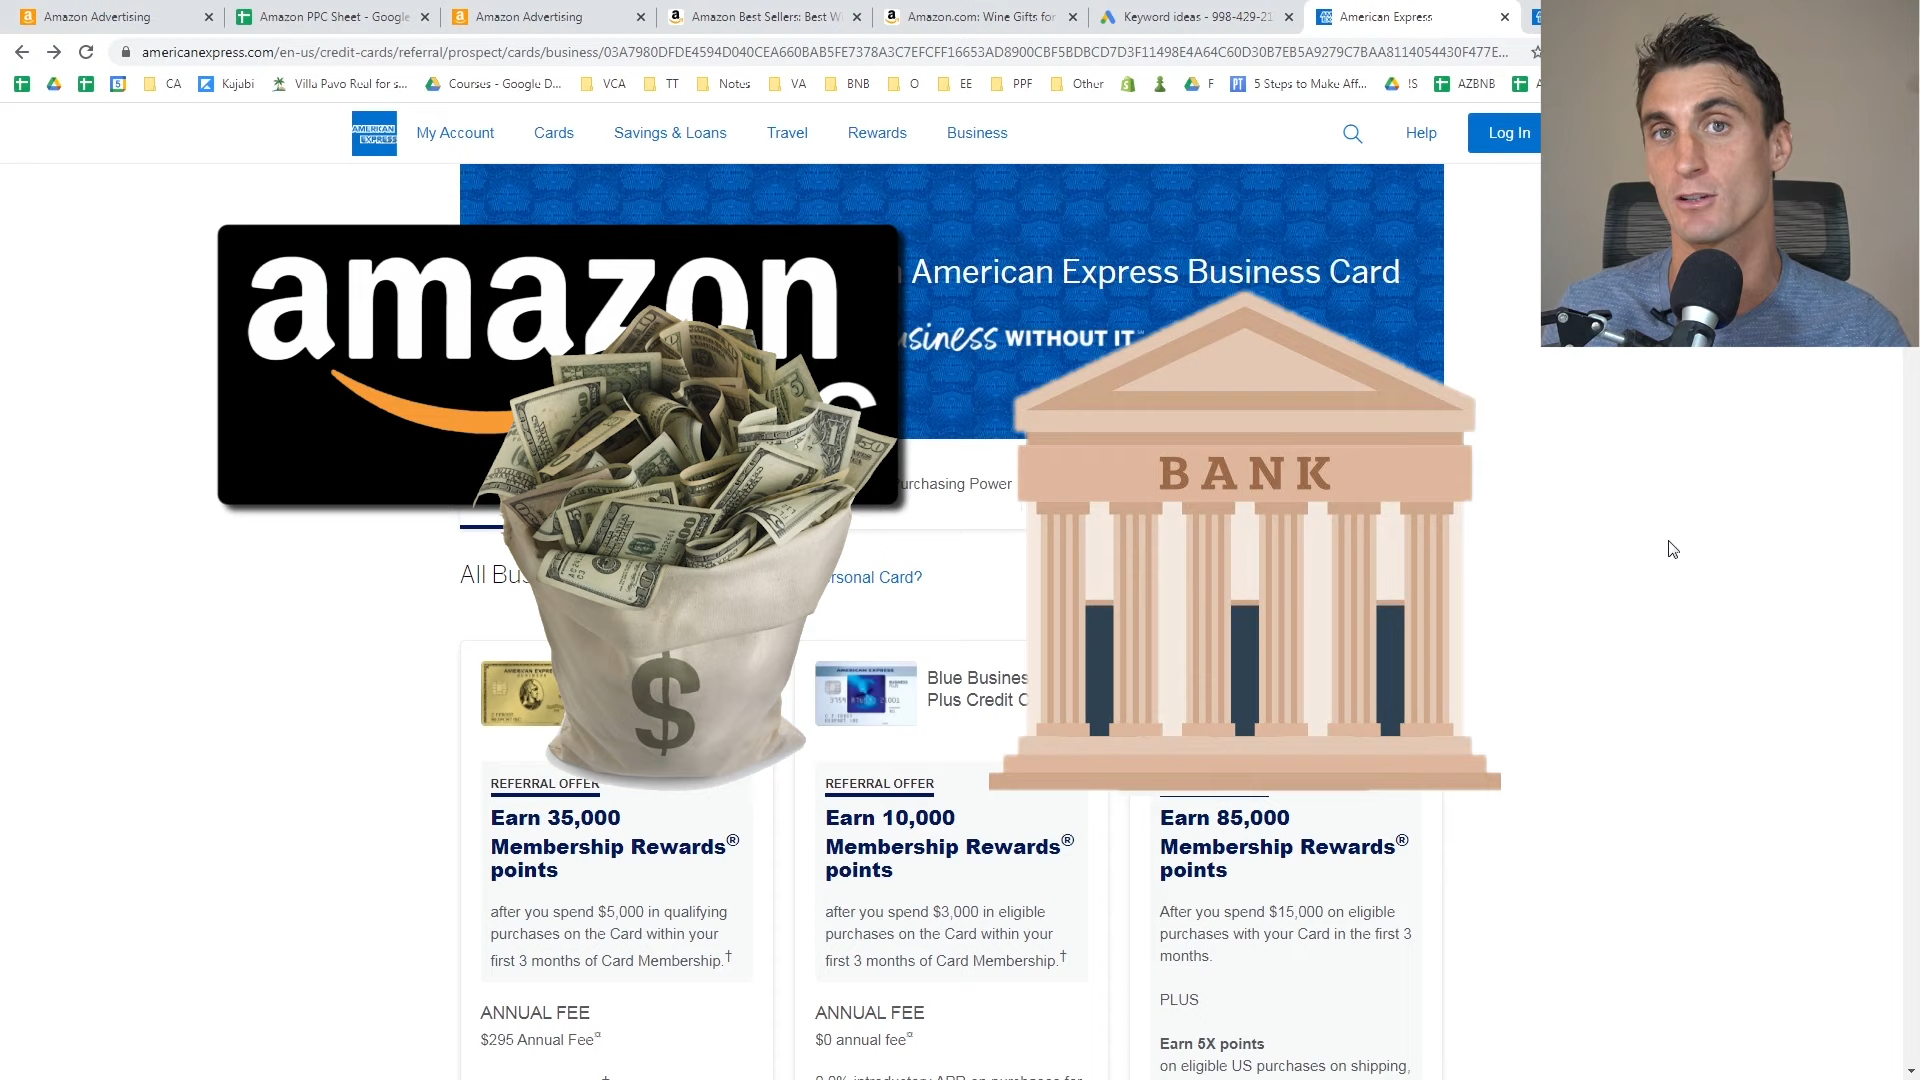 Amazon Advertising
Amazon PPC Sheet - Google
Amazon Advertising
Amazon Best Sellers: Best Wi
Amazon.com: Wine Gifts for
Keyword ideas - 998-429-21
American Express
americanexpress.com/en-us/credit-cards/referral/prospect/cards/business/03A7980DFDE4594D040CEA660BAB5FE7378A3C7EFCFF16653AD8900CBF5BDBCD7D3F11498E4A64C60D30B7EB5A9279C7BAA8114054430F477E...
CA
Kajabi
Villa Pavo Real for s...
Courses - Google D...
VCA
TT
Notes
VA
BNB
O
EE
PPF
Other
F
5 Steps to Make Aff...
!S
AZBNB
AMERICAN
EXPRESS
My Account
Cards
Savings & Loans
Travel
Rewards
Business
Help
Log In
amazon
American Express Business Card
usiness WITHOUT IT
BANK
urchasing Power
All Bus
rsonal Card?
$
Blue Business
Plus Credit C
REFERRAL OFFER
Earn 35,000
Membership Rewards®
points
after you spend $5,000 in qualifying
purchases on the Card within your
first 3 months of Card Membership.†
ANNUAL FEE
$295 Annual Fee¤
REFERRAL OFFER
Earn 10,000
Membership Rewards®
points
after you spend $3,000 in eligible
purchases on the Card within your
first 3 months of Card Membership.†
ANNUAL FEE
$0 annual fee¤
Earn 85,000
Membership Rewards®
points
After you spend $15,000 on eligible
purchases with your Card in the first 3
months.
PLUS
Earn 5X points
on eligible US purchases on shipping,